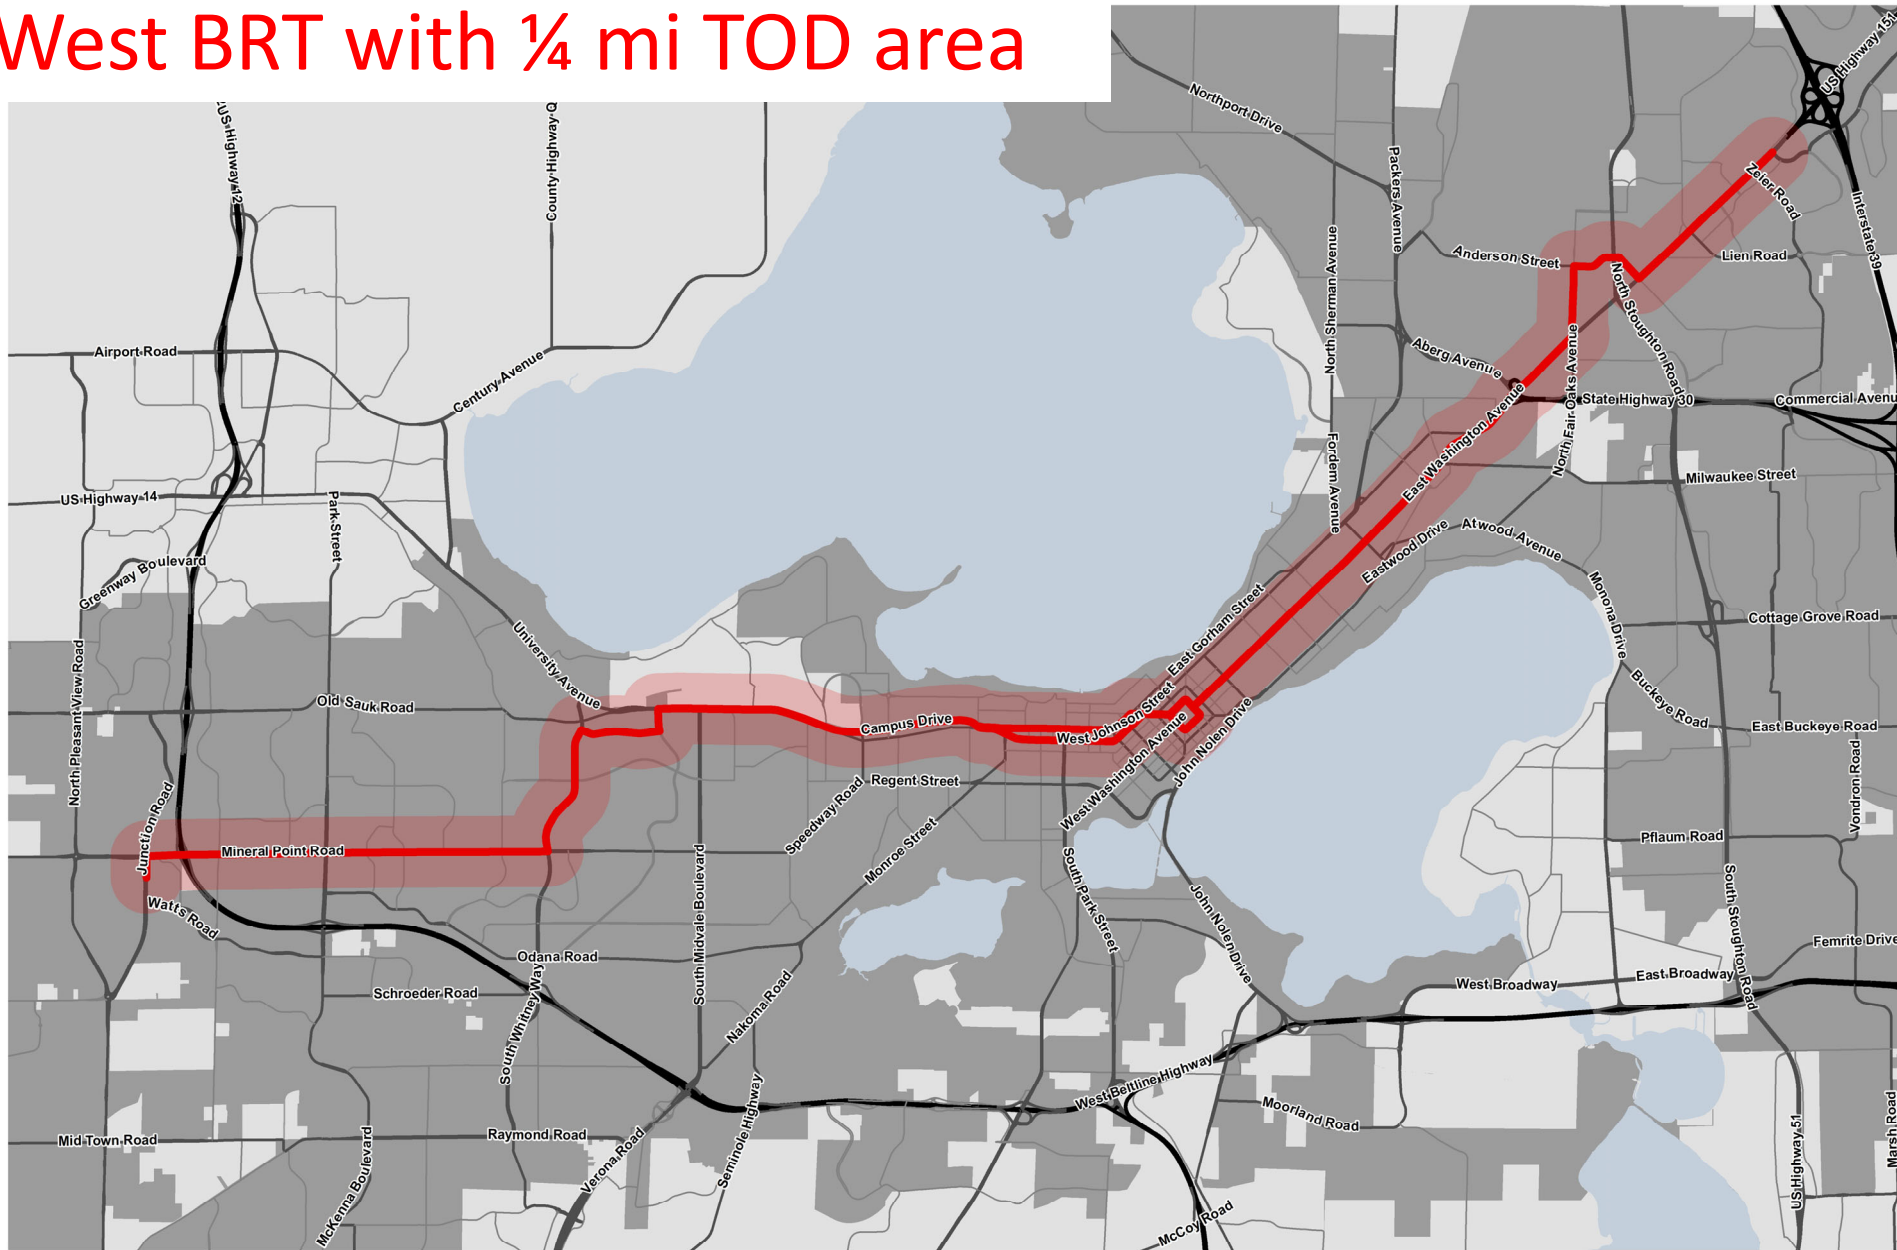 West BRT with ¼ mi TOD area
US Highway 151
US Highway 12
County Highway Q
Northport Drive
Packers Avenue
Zeier Road
Interstate 39
North Sherman Avenue
Anderson Street
Lien Road
North Stoughton Road
Airport Road
Century Avenue
Aberg Avenue
North Fair Oaks Avenue
State Highway 30
Commercial Avenu
East Washington Avenue
Fordem Avenue
US Highway 14
Park Street
Milwaukee Street
Eastwood Drive
Atwood Avenue
Greenway Boulevard
Monona Drive
Cottage Grove Road
University Avenue
East Gorham Street
North Pleasant View Road
Old Sauk Road
Campus Drive
West Johnson Street
West Washington Avenue
John Nolen Drive
Buckeye Road
East Buckeye Road
Junction Road
Mineral Point Road
Speedway Road
Regent Street
Monroe Street
Vondron Road
Pflaum Road
Watts Road
South Midvale Boulevard
South Park Street
John Nolen Drive
South Stoughton Road
Femrite Drive
Odana Road
Schroeder Road
South Whitney Way
Nakoma Road
West Broadway
East Broadway
West Beltline Highway
Seminole Highway
Moorland Road
Mid Town Road
McKenna Boulevard
Raymond Road
Verona Road
McCoy Road
US Highway 51
Marsh Road